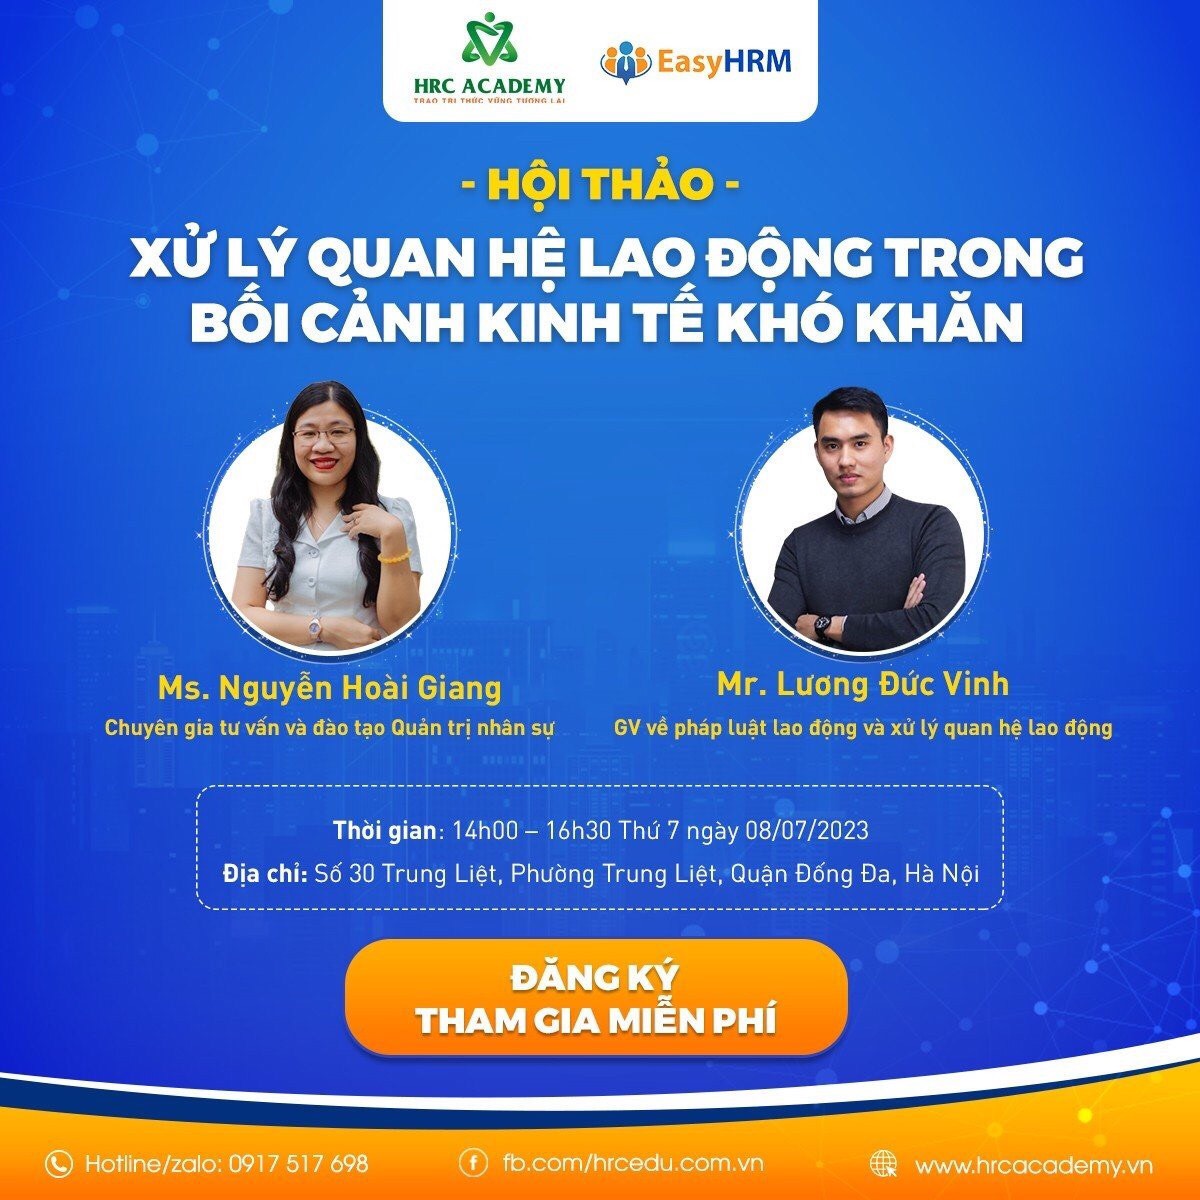 HRC ACADEMY
TRAO TRI THỨC VỮNG TƯƠNG LAI
EasyHRM
- HỘI THẢO -
XỬ LÝ QUAN HỆ LAO ĐỘNG TRONG
BỐI CẢNH KINH TẾ KHÓ KHĂN
Ms. Nguyễn Hoài Giang
Chuyên gia tư vấn và đào tạo Quản trị nhân sự
Mr. Lương Đức Vinh
GV về pháp luật lao động và xử lý quan hệ lao động
Thời gian: 14h00 – 16h30 Thứ 7 ngày 08/07/2023
Địa chỉ: Số 30 Trung Liệt, Phường Trung Liệt, Quận Đống Đa, Hà Nội
ĐĂNG KÝ
THAM GIA MIỄN PHÍ
Hotline/zalo: 0917 517 698
fb.com/hrcedu.com.vn
www.hrcacademy.vn